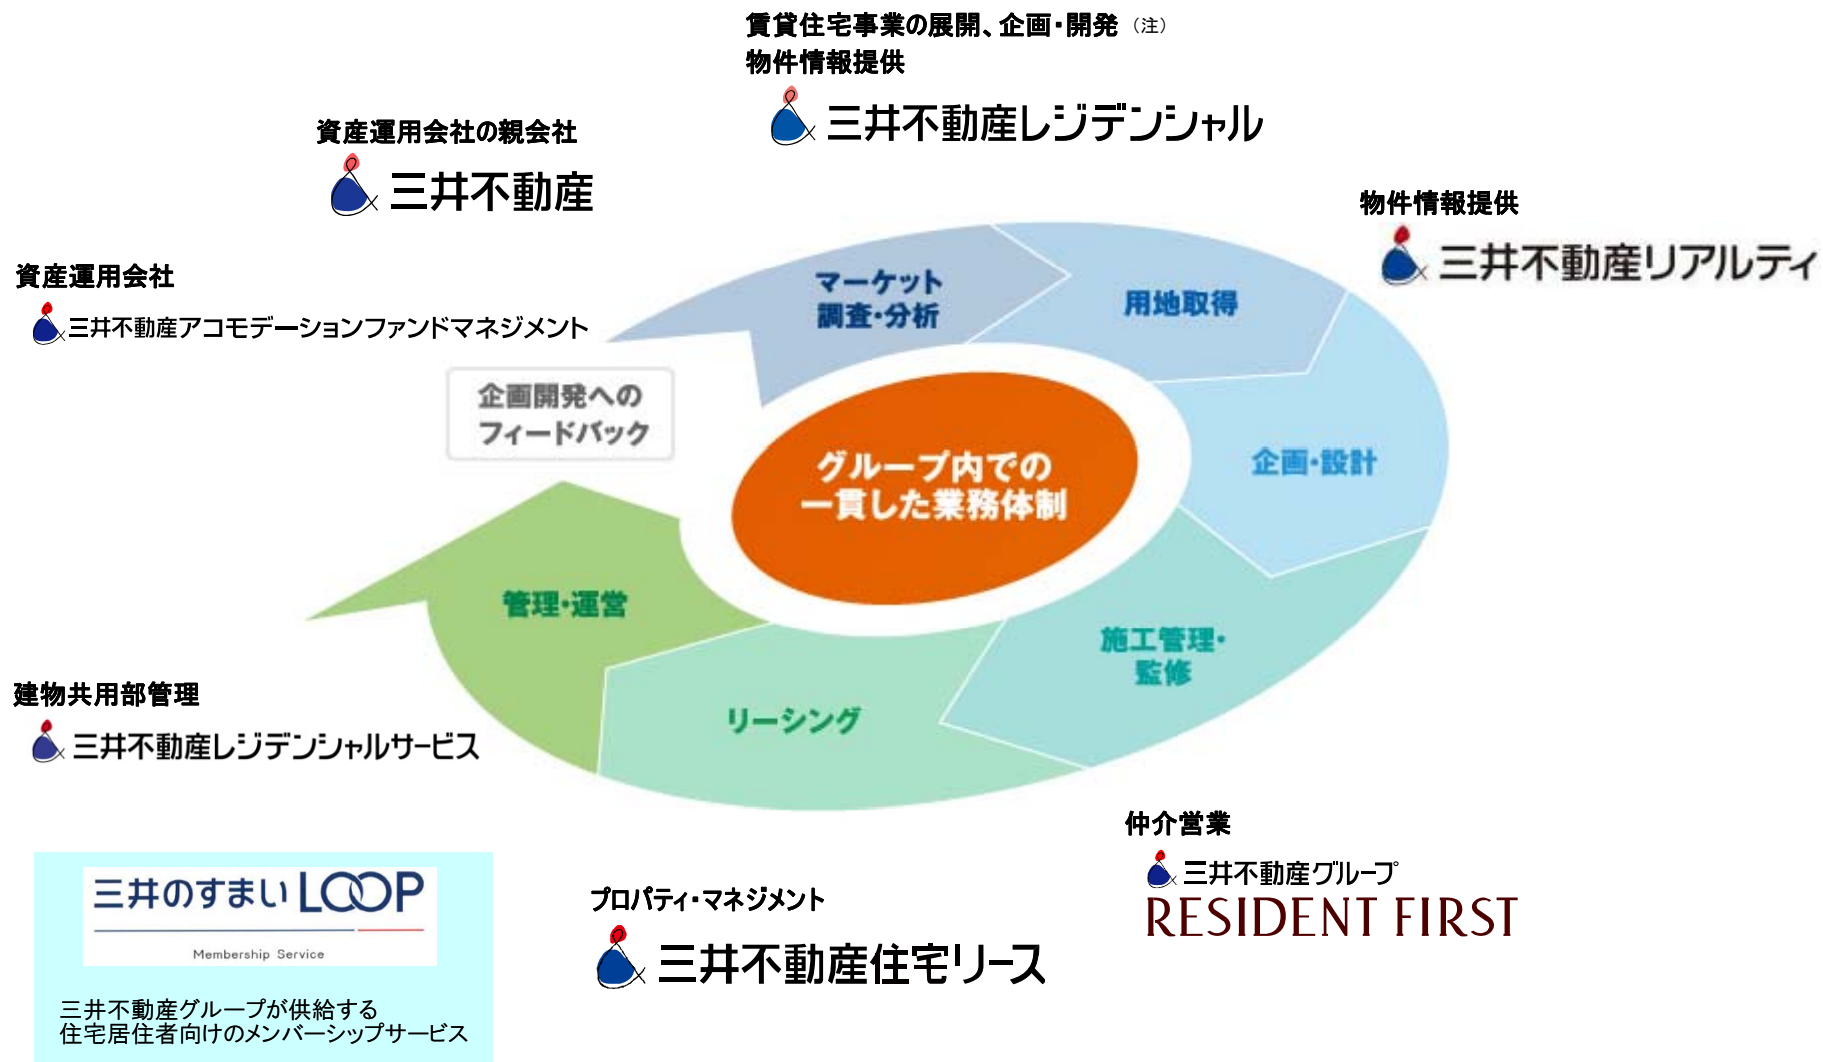 賃貸住宅事業の展開、企画・開発 （注）
物件情報提供
三井不動産レジデンシャル
資産運用会社の親会社
三井不動産
物件情報提供
三井不動産リアルティ
資産運用会社
三井不動産アコモデーションファンドマネジメント
マーケット
調査・分析
用地取得
企画開発への
フィードバック
グループ内での
一貫した業務体制
企画・設計
管理・運営
施工管理・
監修
リーシング
建物共用部管理
三井不動産レジデンシャルサービス
仲介営業
三井不動産グループ
RESIDENT FIRST
プロパティ・マネジメント
三井不動産住宅リース
三井のすまい LOOP
Membership Service
三井不動産グループが供給する
住宅居住者向けのメンバーシップサービス